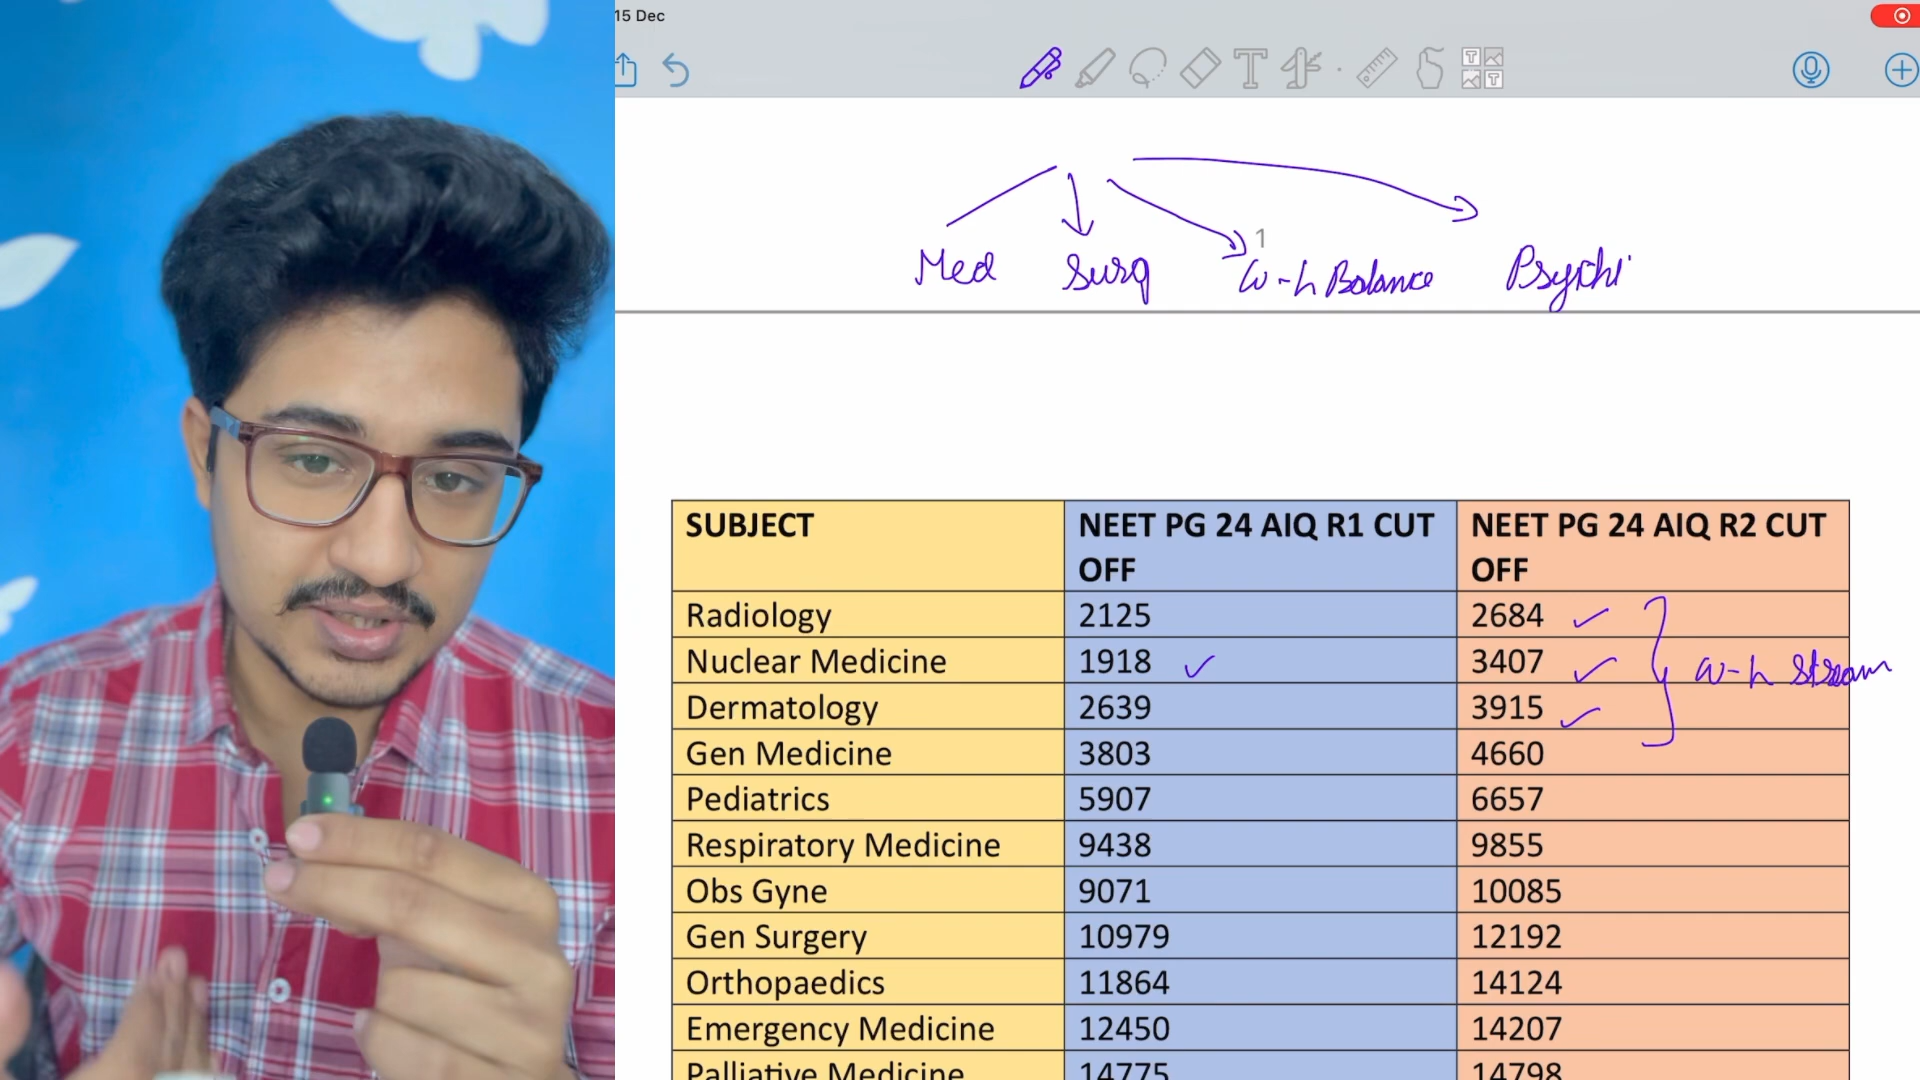 15 Dec
T
T
T
1
Med Surg W-L Balance Psychi
SUBJECT NEET PG 24 AIQ R1 CUT OFF NEET PG 24 AIQ R2 CUT OFF
Radiology 2125 2684
Nuclear Medicine 1918 3407 W-L Stream
Dermatology 2639 3915
Gen Medicine 3803 4660
Pediatrics 5907 6657
Respiratory Medicine 9438 9855
Obs Gyne 9071 10085
Gen Surgery 10979 12192
Orthopaedics 11864 14124
Emergency Medicine 12450 14207
Palliative Medicine 14775 14798